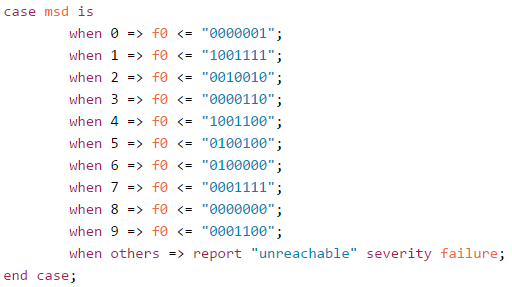 case msd is
when 0 => f0 <= "0000001";
when 1 => f0 <= "1001111";
when 2 => f0 <= "0010010";
when 3 => f0 <= "0000110";
when 4 => f0 <= "1001100";
when 5 => f0 <= "0100100";
when 6 => f0 <= "0100000";
when 7 => f0 <= "0001111";
when 8 => f0 <= "0000000";
when 9 => f0 <= "0001100";
when others => report "unreachable" severity failure;
end case;